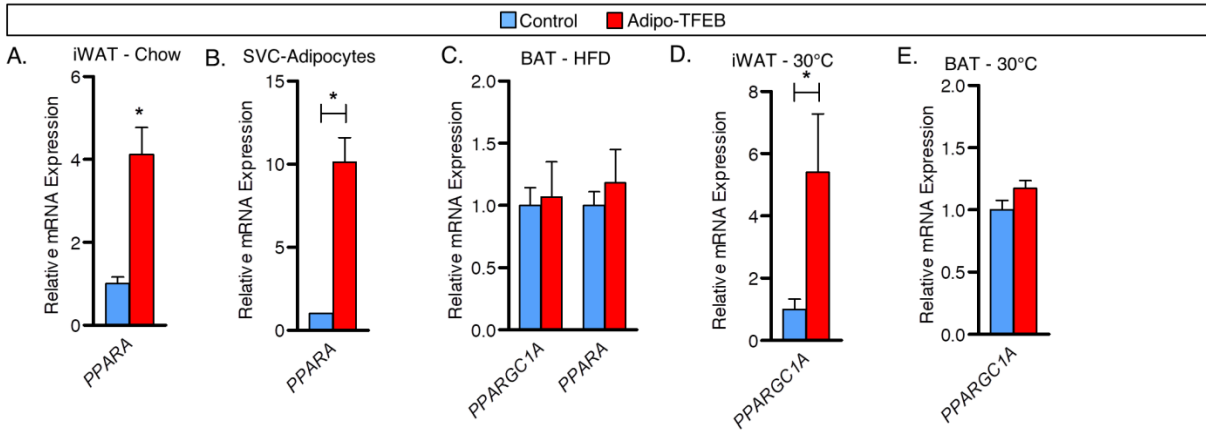 Control Adipo-TFEB
A. iWAT - Chow
Relative mRNA Expression
6
4
2
0
*
PPARA
B. SVC-Adipocytes
Relative mRNA Expression
15
10
5
0
*
PPARA
C. BAT - HFD
Relative mRNA Expression
2.0
1.5
1.0
0.5
0.0
PPARGC1A
PPARA
D. iWAT - 30°C
Relative mRNA Expression
8
6
4
2
0
*
PPARGC1A
E. BAT - 30°C
Relative mRNA Expression
2.0
1.5
1.0
0.5
0.0
PPARGC1A